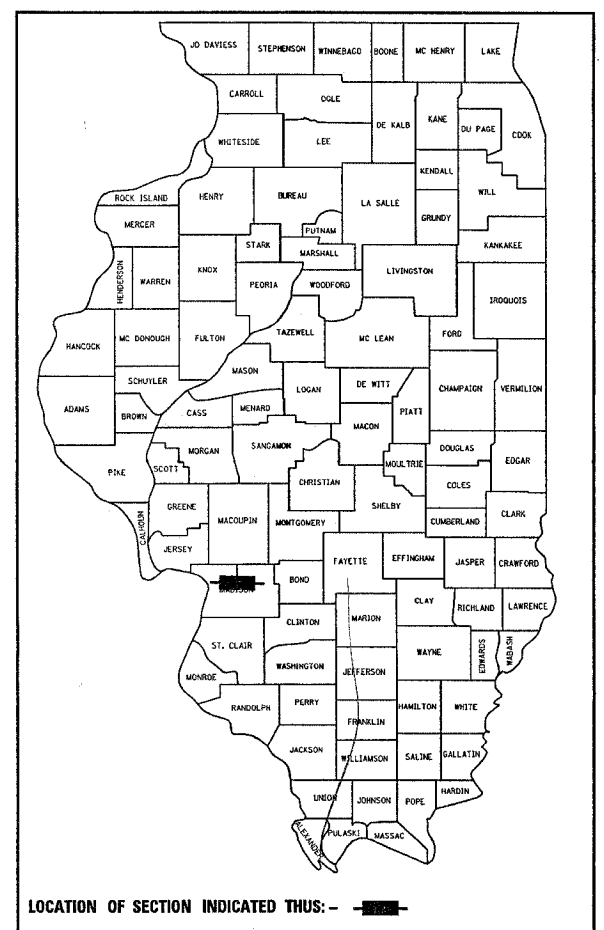 JO DAVIESS STEPHENSON WINNEBAGO BOONE MC HENRY LAKE
CARROLL OGLE DE KALB KANE DU PAGE COOK
WHITESIDE LEE
KENDALL WILL
ROCK ISLAND HENRY BUREAU LA SALLE GRUNDY
MERCER PUTNAM
STARK MARSHALL KANKAKEE
HENDERSON WARREN KNOX PEORIA WOODFORD LIVINGSTON IROQUOIS
HANCOCK MC DONOUGH FULTON TAZEWELL MC LEAN FORD
SCHUYLER MASON LOGAN DE WITT CHAMPAIGN VERMILION
ADAMS BROWN CASS MENARD PIATT
MACON
MORGAN SANGAMON DOUGLAS
PIKE SCOTT MOULTRIE EDGAR
CHRISTIAN COLES
GREENE MACOUPIN MONTGOMERY SHELBY CLARK
CALHOUN CUMBERLAND
JERSEY FAYETTE EFFINGHAM JASPER CRAWFORD
MADISON BOND
CLAY RICHLAND LAWRENCE
CLINTON MARION
ST. CLAIR WAYNE EDWARDS WABASH
WASHINGTON JEFFERSON
MONROE
RANDOLPH PERRY HAMILTON WHITE
FRANKLIN
JACKSON WILLIAMSON SALINE GALLATIN
UNION JOHNSON POPE HARDIN
ALEXANDER PULASKI MASSAC
LOCATION OF SECTION INDICATED THUS: -